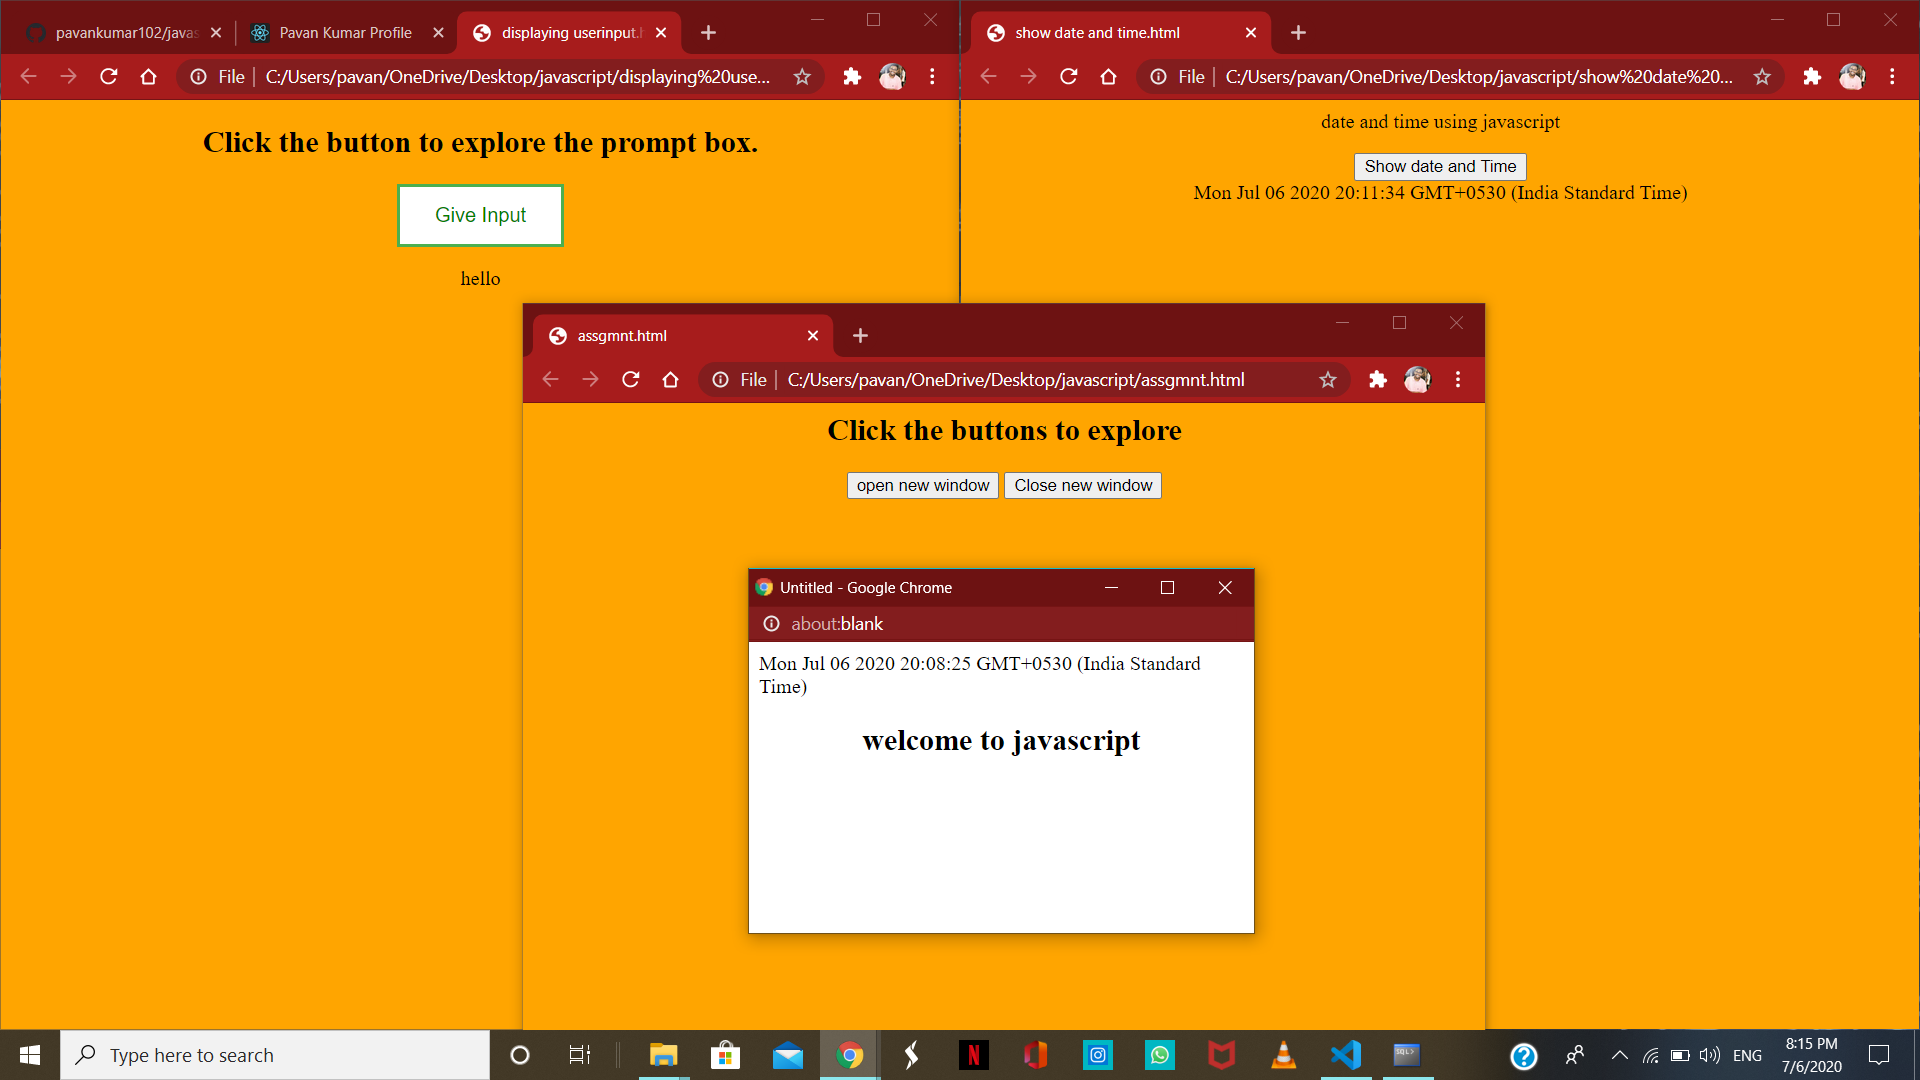 pavankumar102/javas
Pavan Kumar Profile
displaying userinput.
File
C:/Users/pavan/OneDrive/Desktop/javascript/displaying%20use...
Click the button to explore the prompt box.
Give Input
hello
show date and time.html
File
C:/Users/pavan/OneDrive/Desktop/javascript/show%20date%20...
date and time using javascript
Show date and Time
Mon Jul 06 2020 20:11:34 GMT+0530 (India Standard Time)
assgmnt.html
File
C:/Users/pavan/OneDrive/Desktop/javascript/assgmnt.html
Click the buttons to explore
open new window
Close new window
Untitled - Google Chrome
about:blank
Mon Jul 06 2020 20:08:25 GMT+0530 (India Standard
Time)
welcome to javascript
Type here to search
N
SQL>
ENG
8:15 PM
7/6/2020